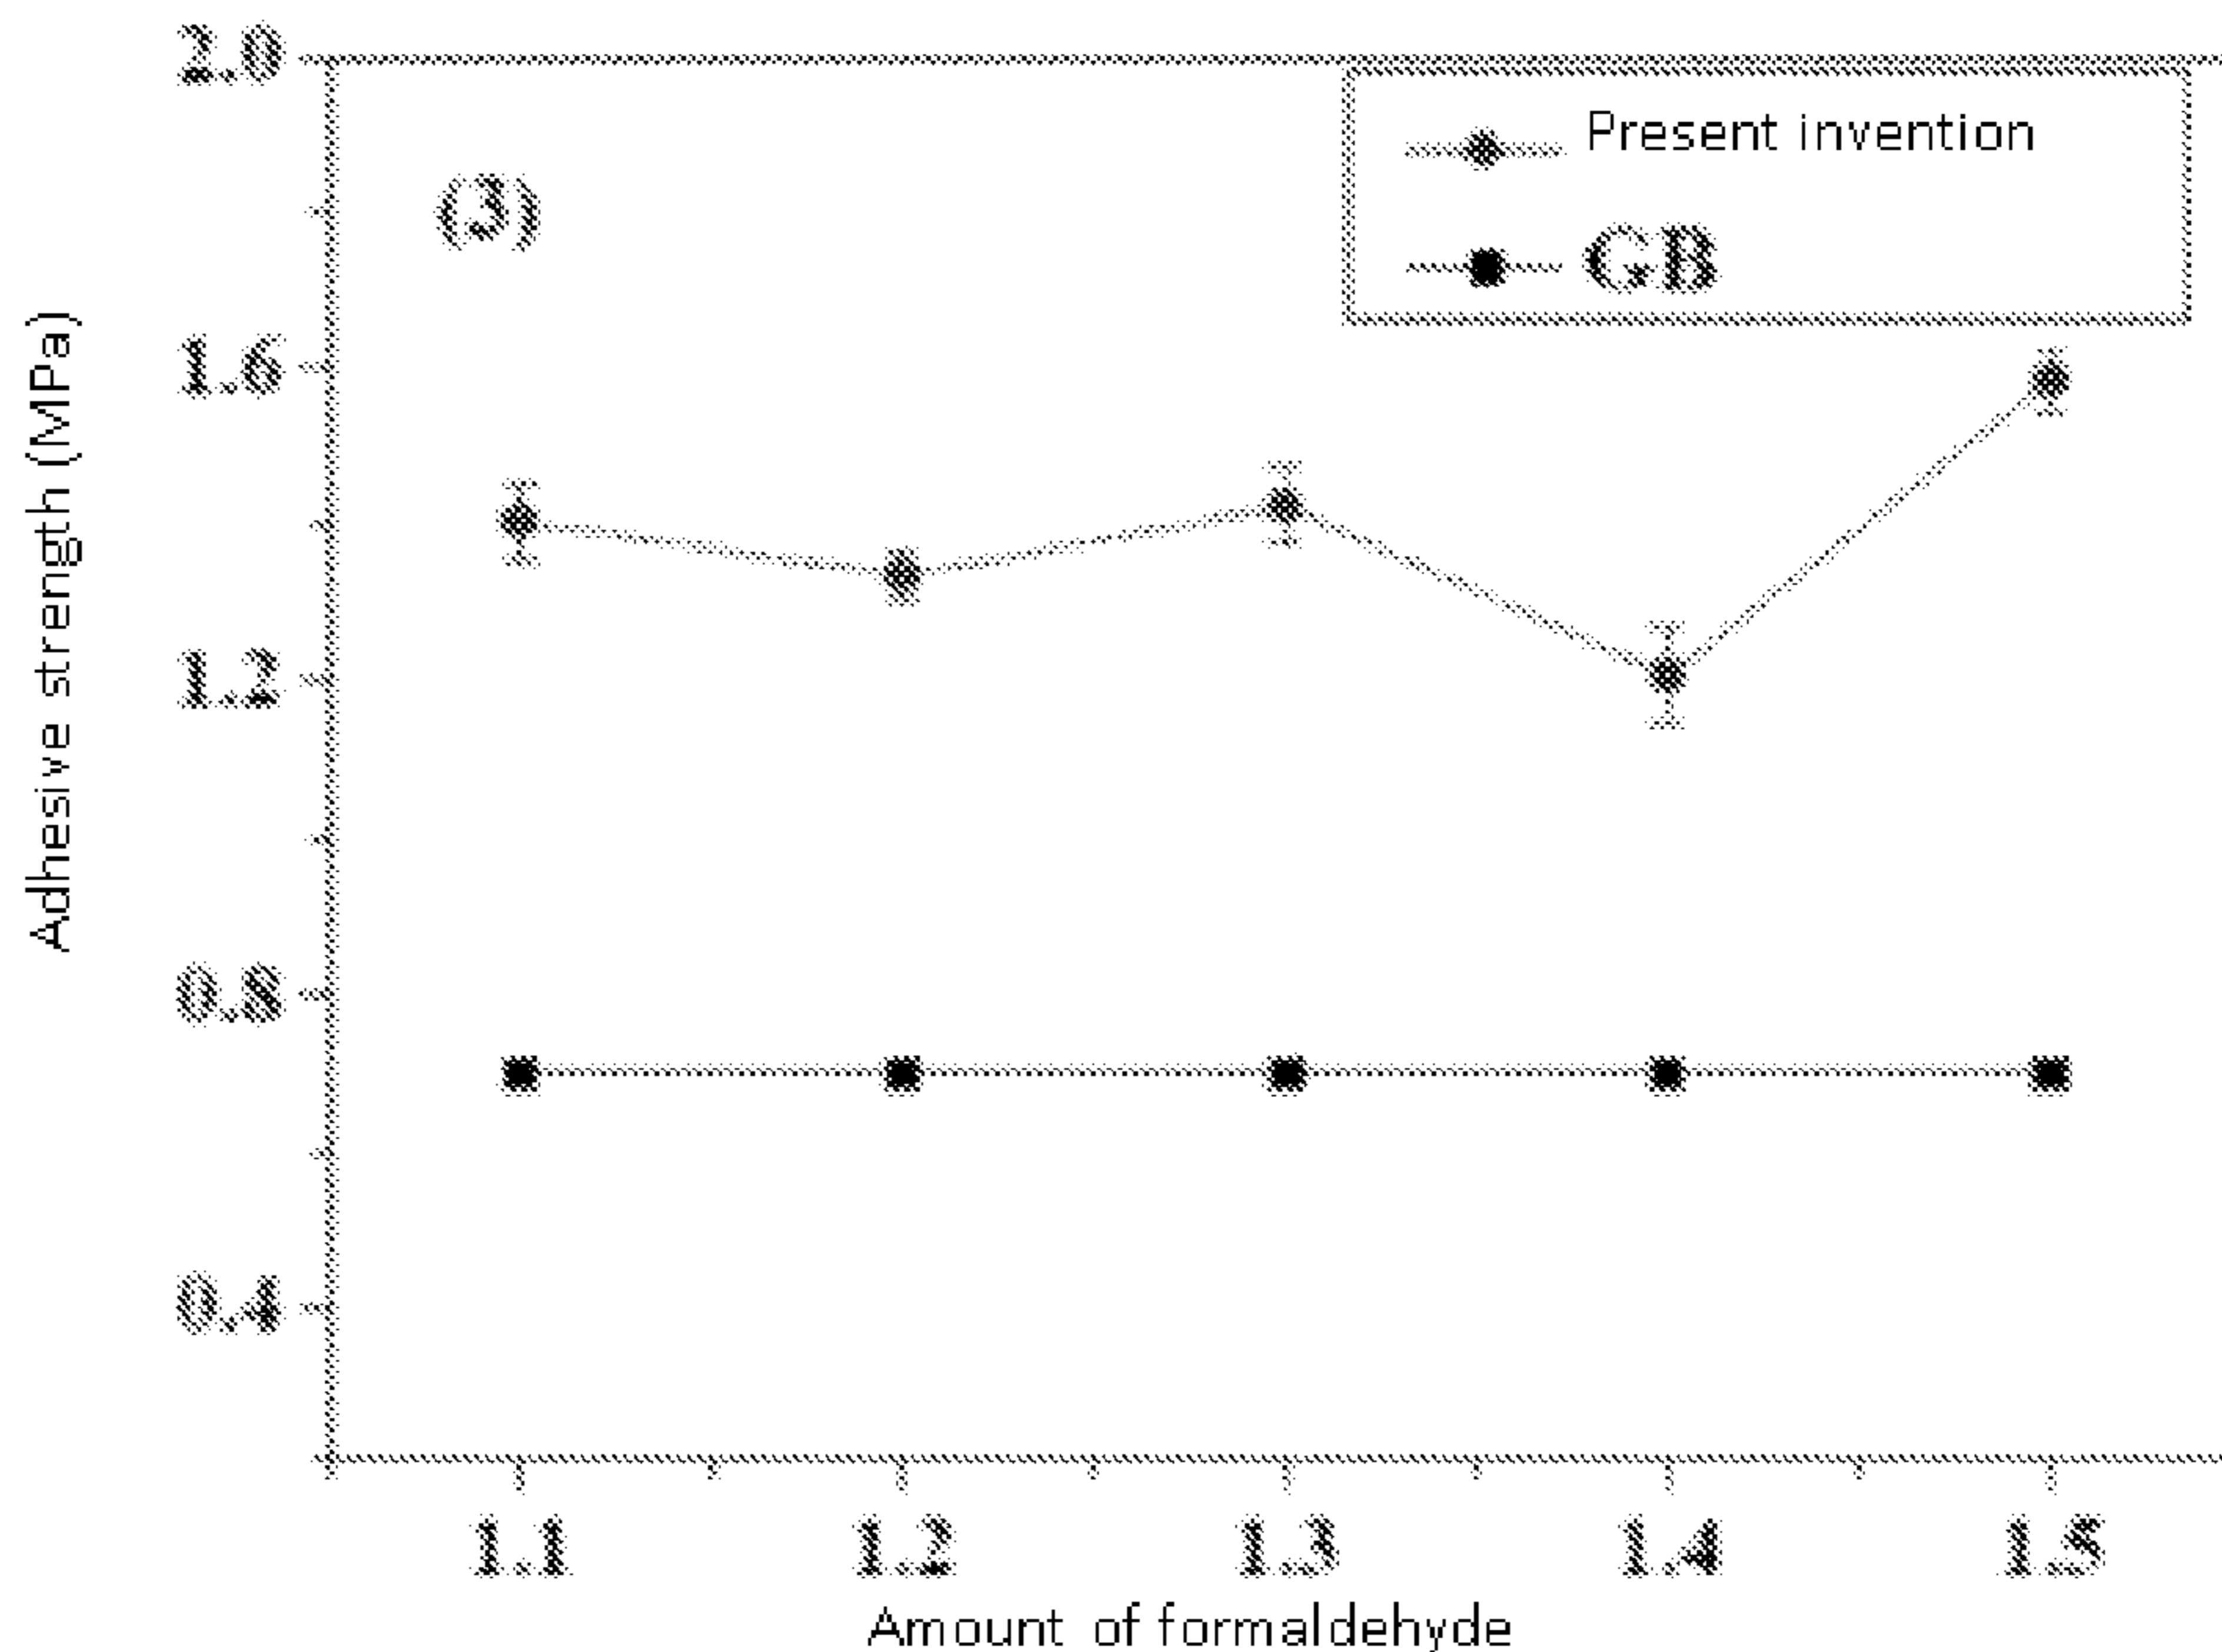 2.0
1.6
1.2
0.8
0.4
Adhesive strength (MPa)
(3)
Present invention
GB
1.1
1.2
1.3
1.4
1.5
Amount of formaldehyde